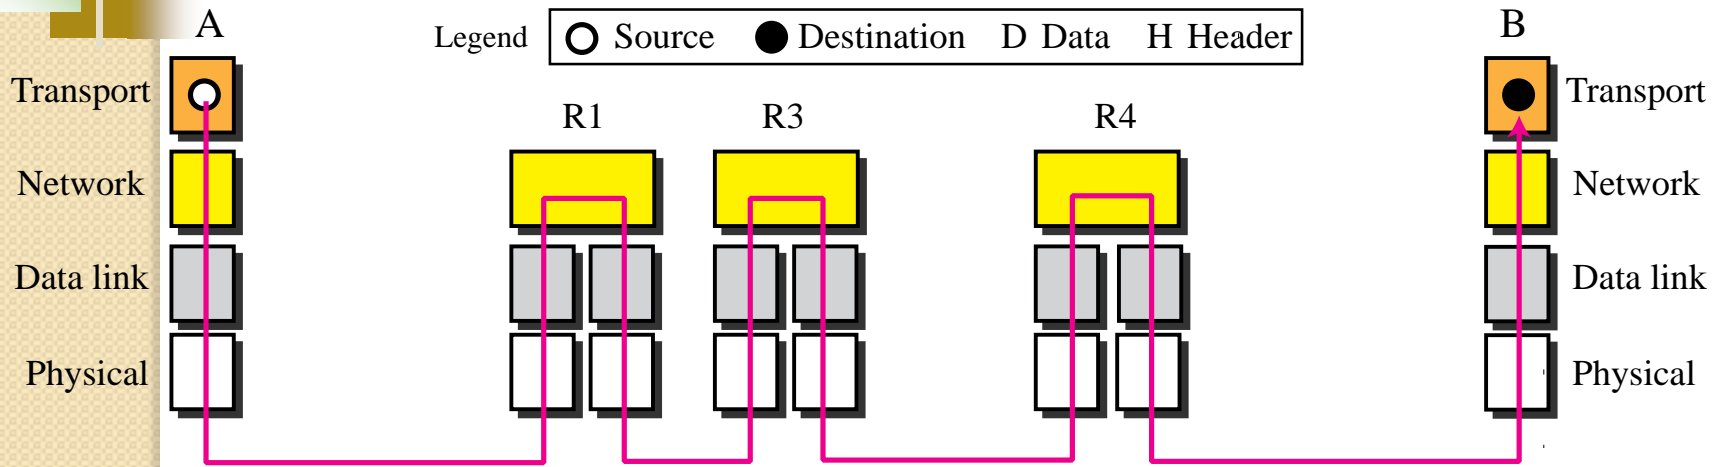 A
Legend Source Destination D Data H Header
B
Transport Transport
R1 R3 R4
Network Network
Data link Data link
Physical Physical